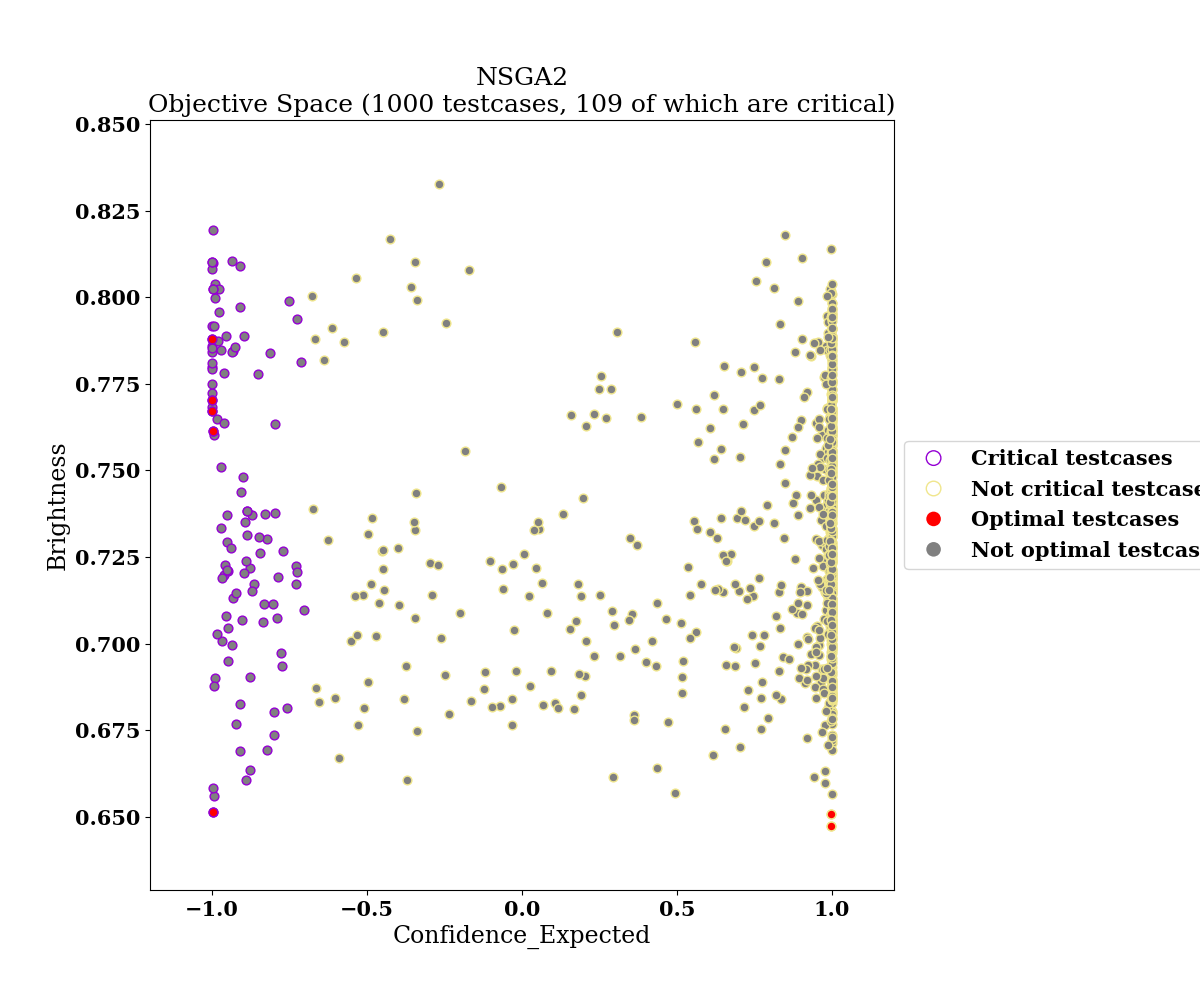 NSGA2
Objective Space (1000 testcases, 109 of which are critical)
0.850
0.825
0.800
0.775
0.750
0.725
0.700
0.675
0.650
Brightness
−1.0
−0.5
0.0
0.5
1.0
Confidence_Expected
Critical testcases
Not critical testcase
Optimal testcases
Not optimal testcas